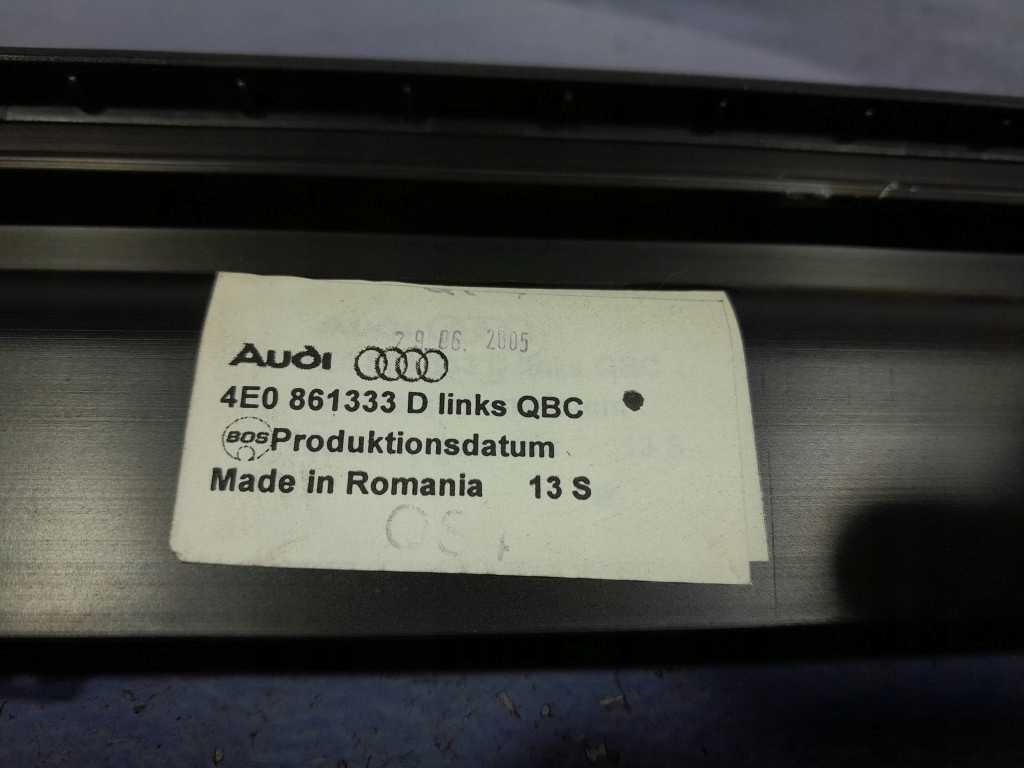 29.06.2005
AUDI
4E0 861333 D links QBC
BOS Produktionsdatum
Made in Romania 13 S